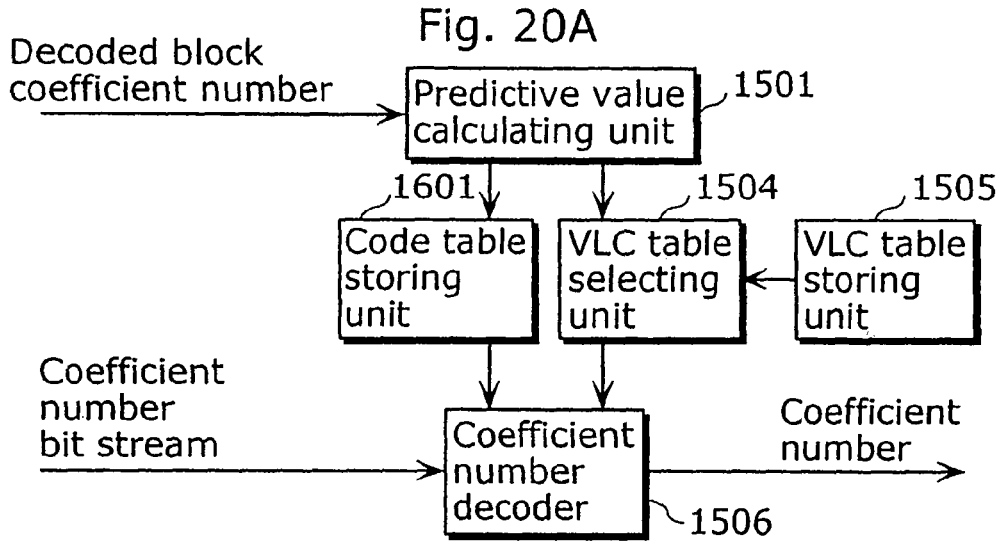 Fig. 20A
Decoded block
coefficient number
Predictive value
calculating unit
1501
1601
1504
1505
Code table
storing
unit
VLC table
selecting
unit
VLC table
storing
unit
Coefficient
number
bit stream
Coefficient
number
decoder
Coefficient
number
1506